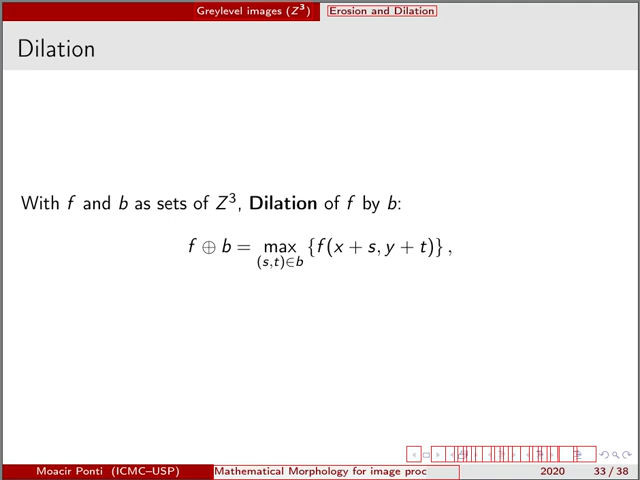 Greylevel images (Z³) Erosion and Dilation
Dilation
With f and b as sets of Z³, Dilation of f by b:
f ⊕ b = max {f(x + s, y + t)} ,
(s,t)∈b
Moacir Ponti (ICMC–USP) Mathematical Morphology for image proc 2020 33 / 38